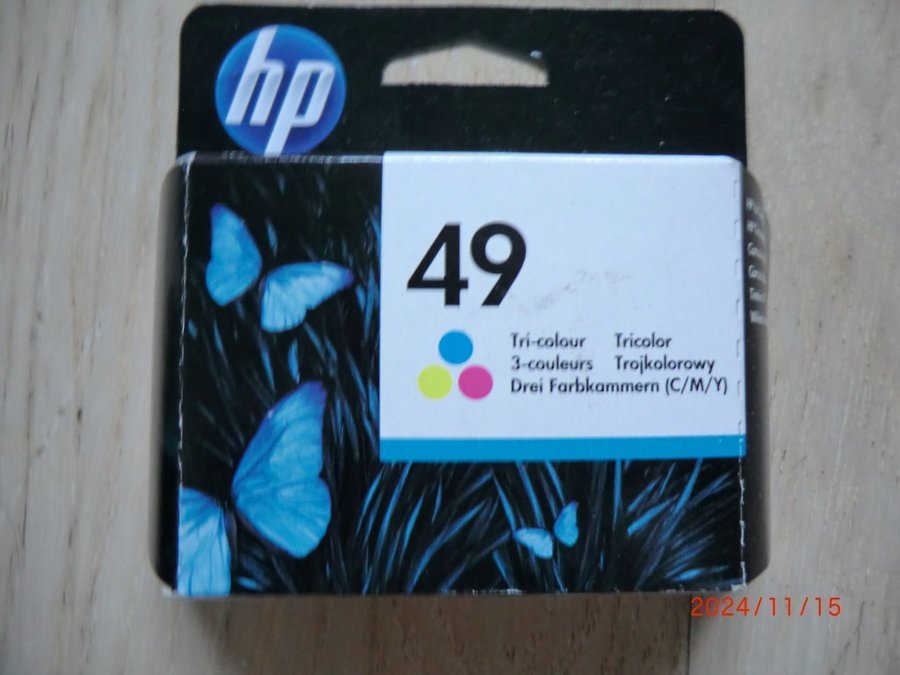 hp
49
Tri-colour Tricolor
3-couleurs Trojkolorowy
Drei Farbkammern (C/M/Y)
2024/11/15